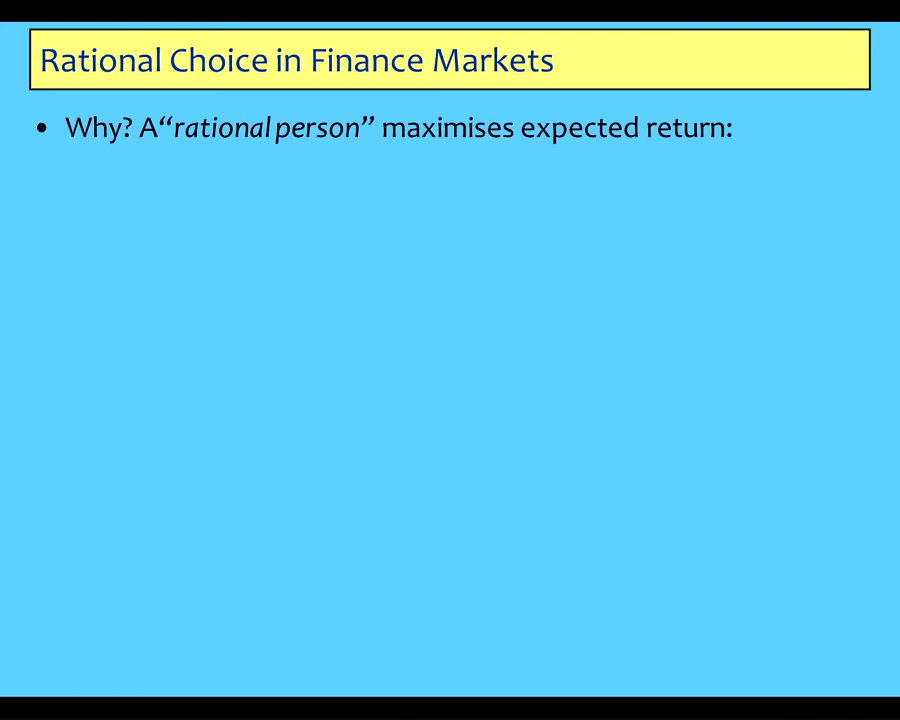 Rational Choice in Finance Markets
• Why? A “rational person” maximises expected return: